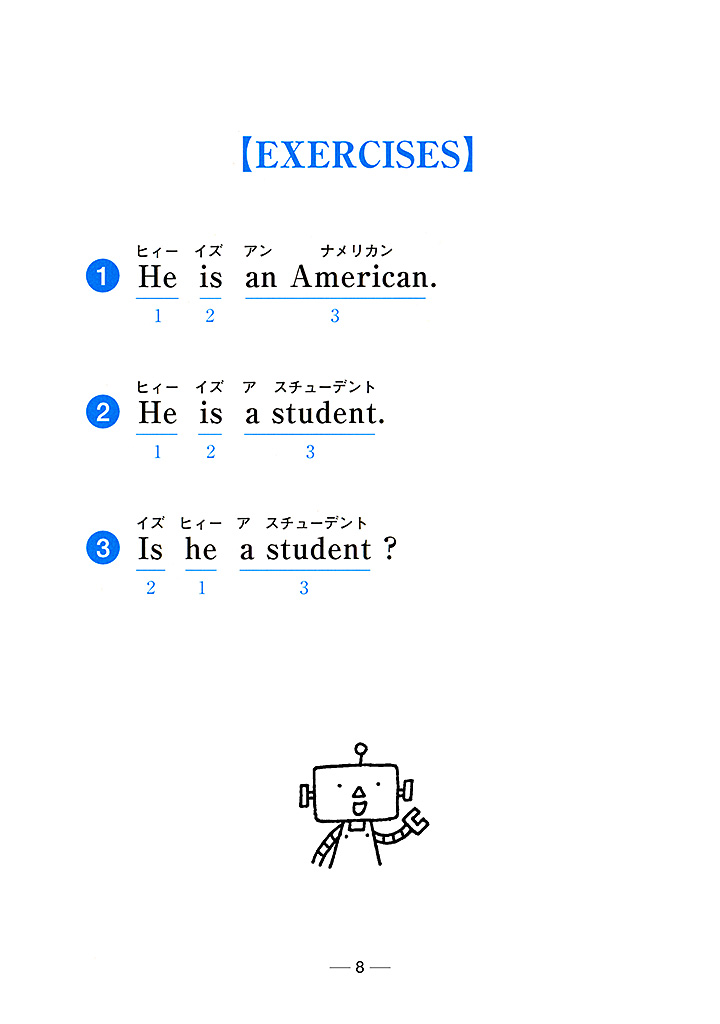 【EXERCISES】
ヒィー イズ アン ナメリカン
1 He is an American.
1 2 3
ヒィー イズ ア スチューデント
2 He is a student.
1 2 3
イズ ヒィー ア スチューデント
3 Is he a student ?
2 1 3
— 8 —